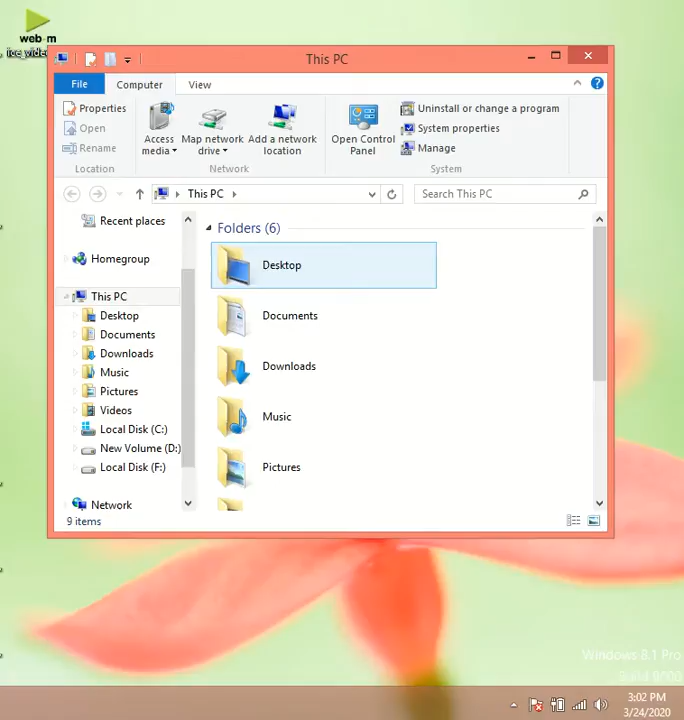 web-m
This PC
File
Computer
View
Properties
Open
Rename
Location
Access media
Map network drive
Add a network location
Network
Open Control Panel
Uninstall or change a program
System properties
Manage
System
This PC
Search This PC
Recent places
Homegroup
This PC
Desktop
Documents
Downloads
Music
Pictures
Videos
Local Disk (C:)
New Volume (D:)
Local Disk (F:)
Network
Folders (6)
Desktop
Documents
Downloads
Music
Pictures
9 items
Windows 8.1 Pro
Build 9600
3:02 PM
3/24/2020